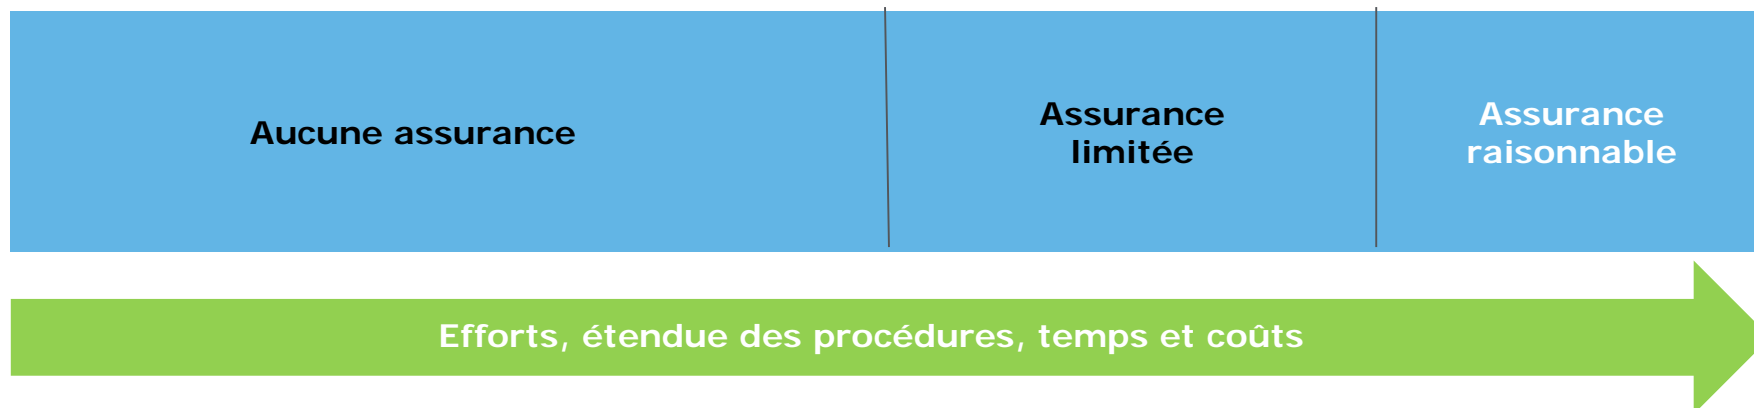 Aucune assurance
Assurance
limitée
Assurance
raisonnable
Efforts, étendue des procédures, temps et coûts